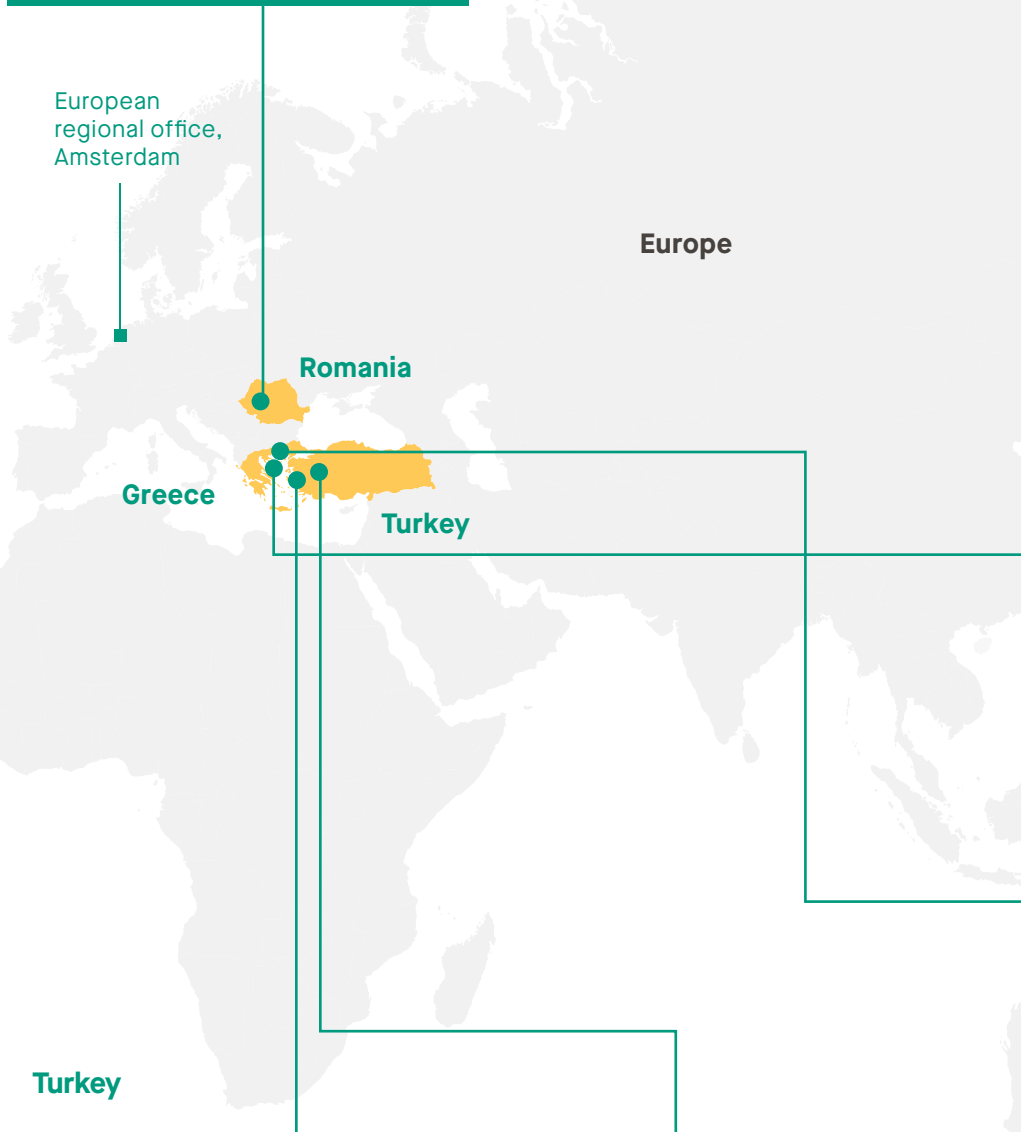 European
regional office,
Amsterdam
Europe
Romania
Greece
Turkey
Turkey